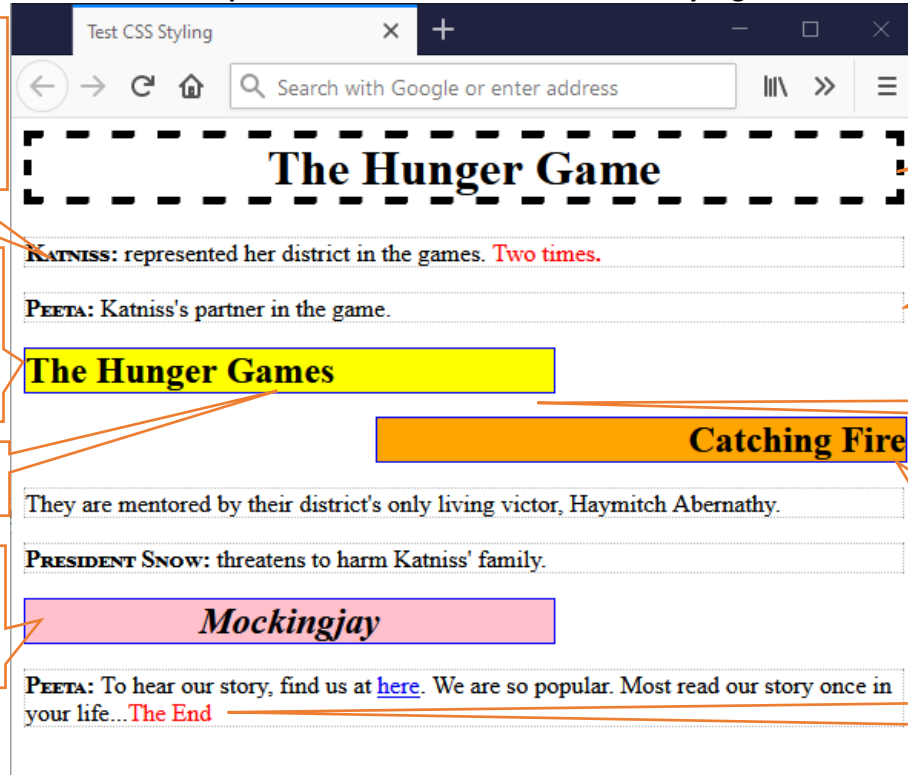 Test CSS Styling
Search with Google or enter address
The Hunger Game
Katniss: represented her district in the games. Two times.
Peeta: Katniss's partner in the game.
The Hunger Games
Catching Fire
They are mentored by their district's only living victor, Haymitch Abernathy.
President Snow: threatens to harm Katniss' family.
Mockingjay
Peeta: To hear our story, find us at here. We are so popular. Most read our story once in
your life...The End